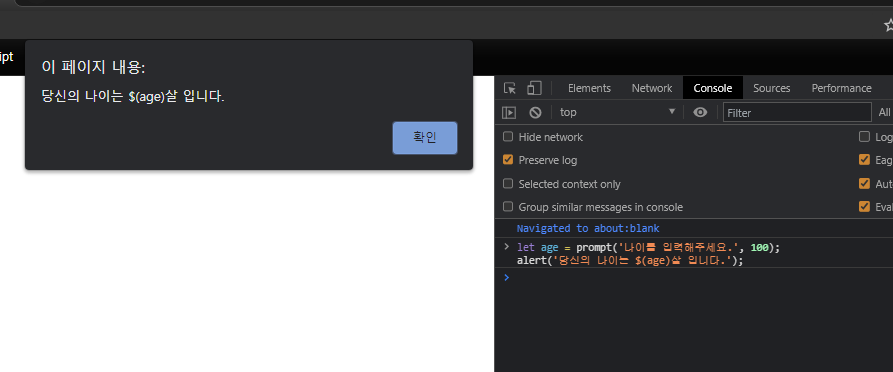 ipt
이 페이지 내용:
당신의 나이는 $(age)살 입니다.
확인
Elements Network Console Sources Performance
top Filter All
Hide network Log
Preserve log Eag
Selected context only Aut
Group similar messages in console Eval
Navigated to about:blank
let age = prompt('나이를 입력해주세요.', 100);
alert('당신의 나이는 $(age)살 입니다.');